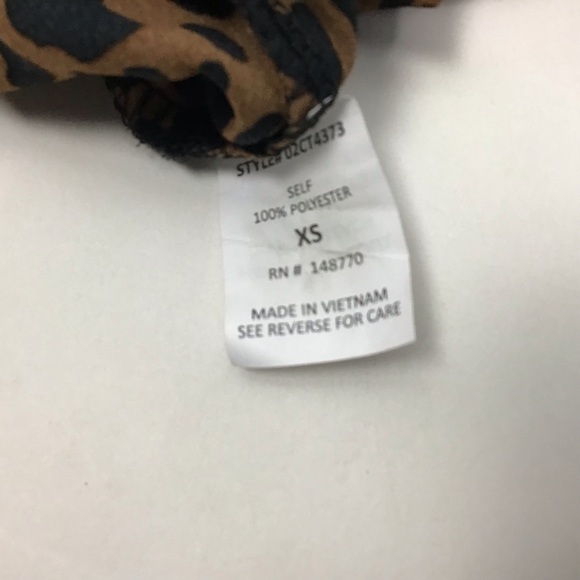 STYLE# 02CT4373
SELF
100% POLYESTER
XS
RN # 148770
MADE IN VIETNAM
SEE REVERSE FOR CARE